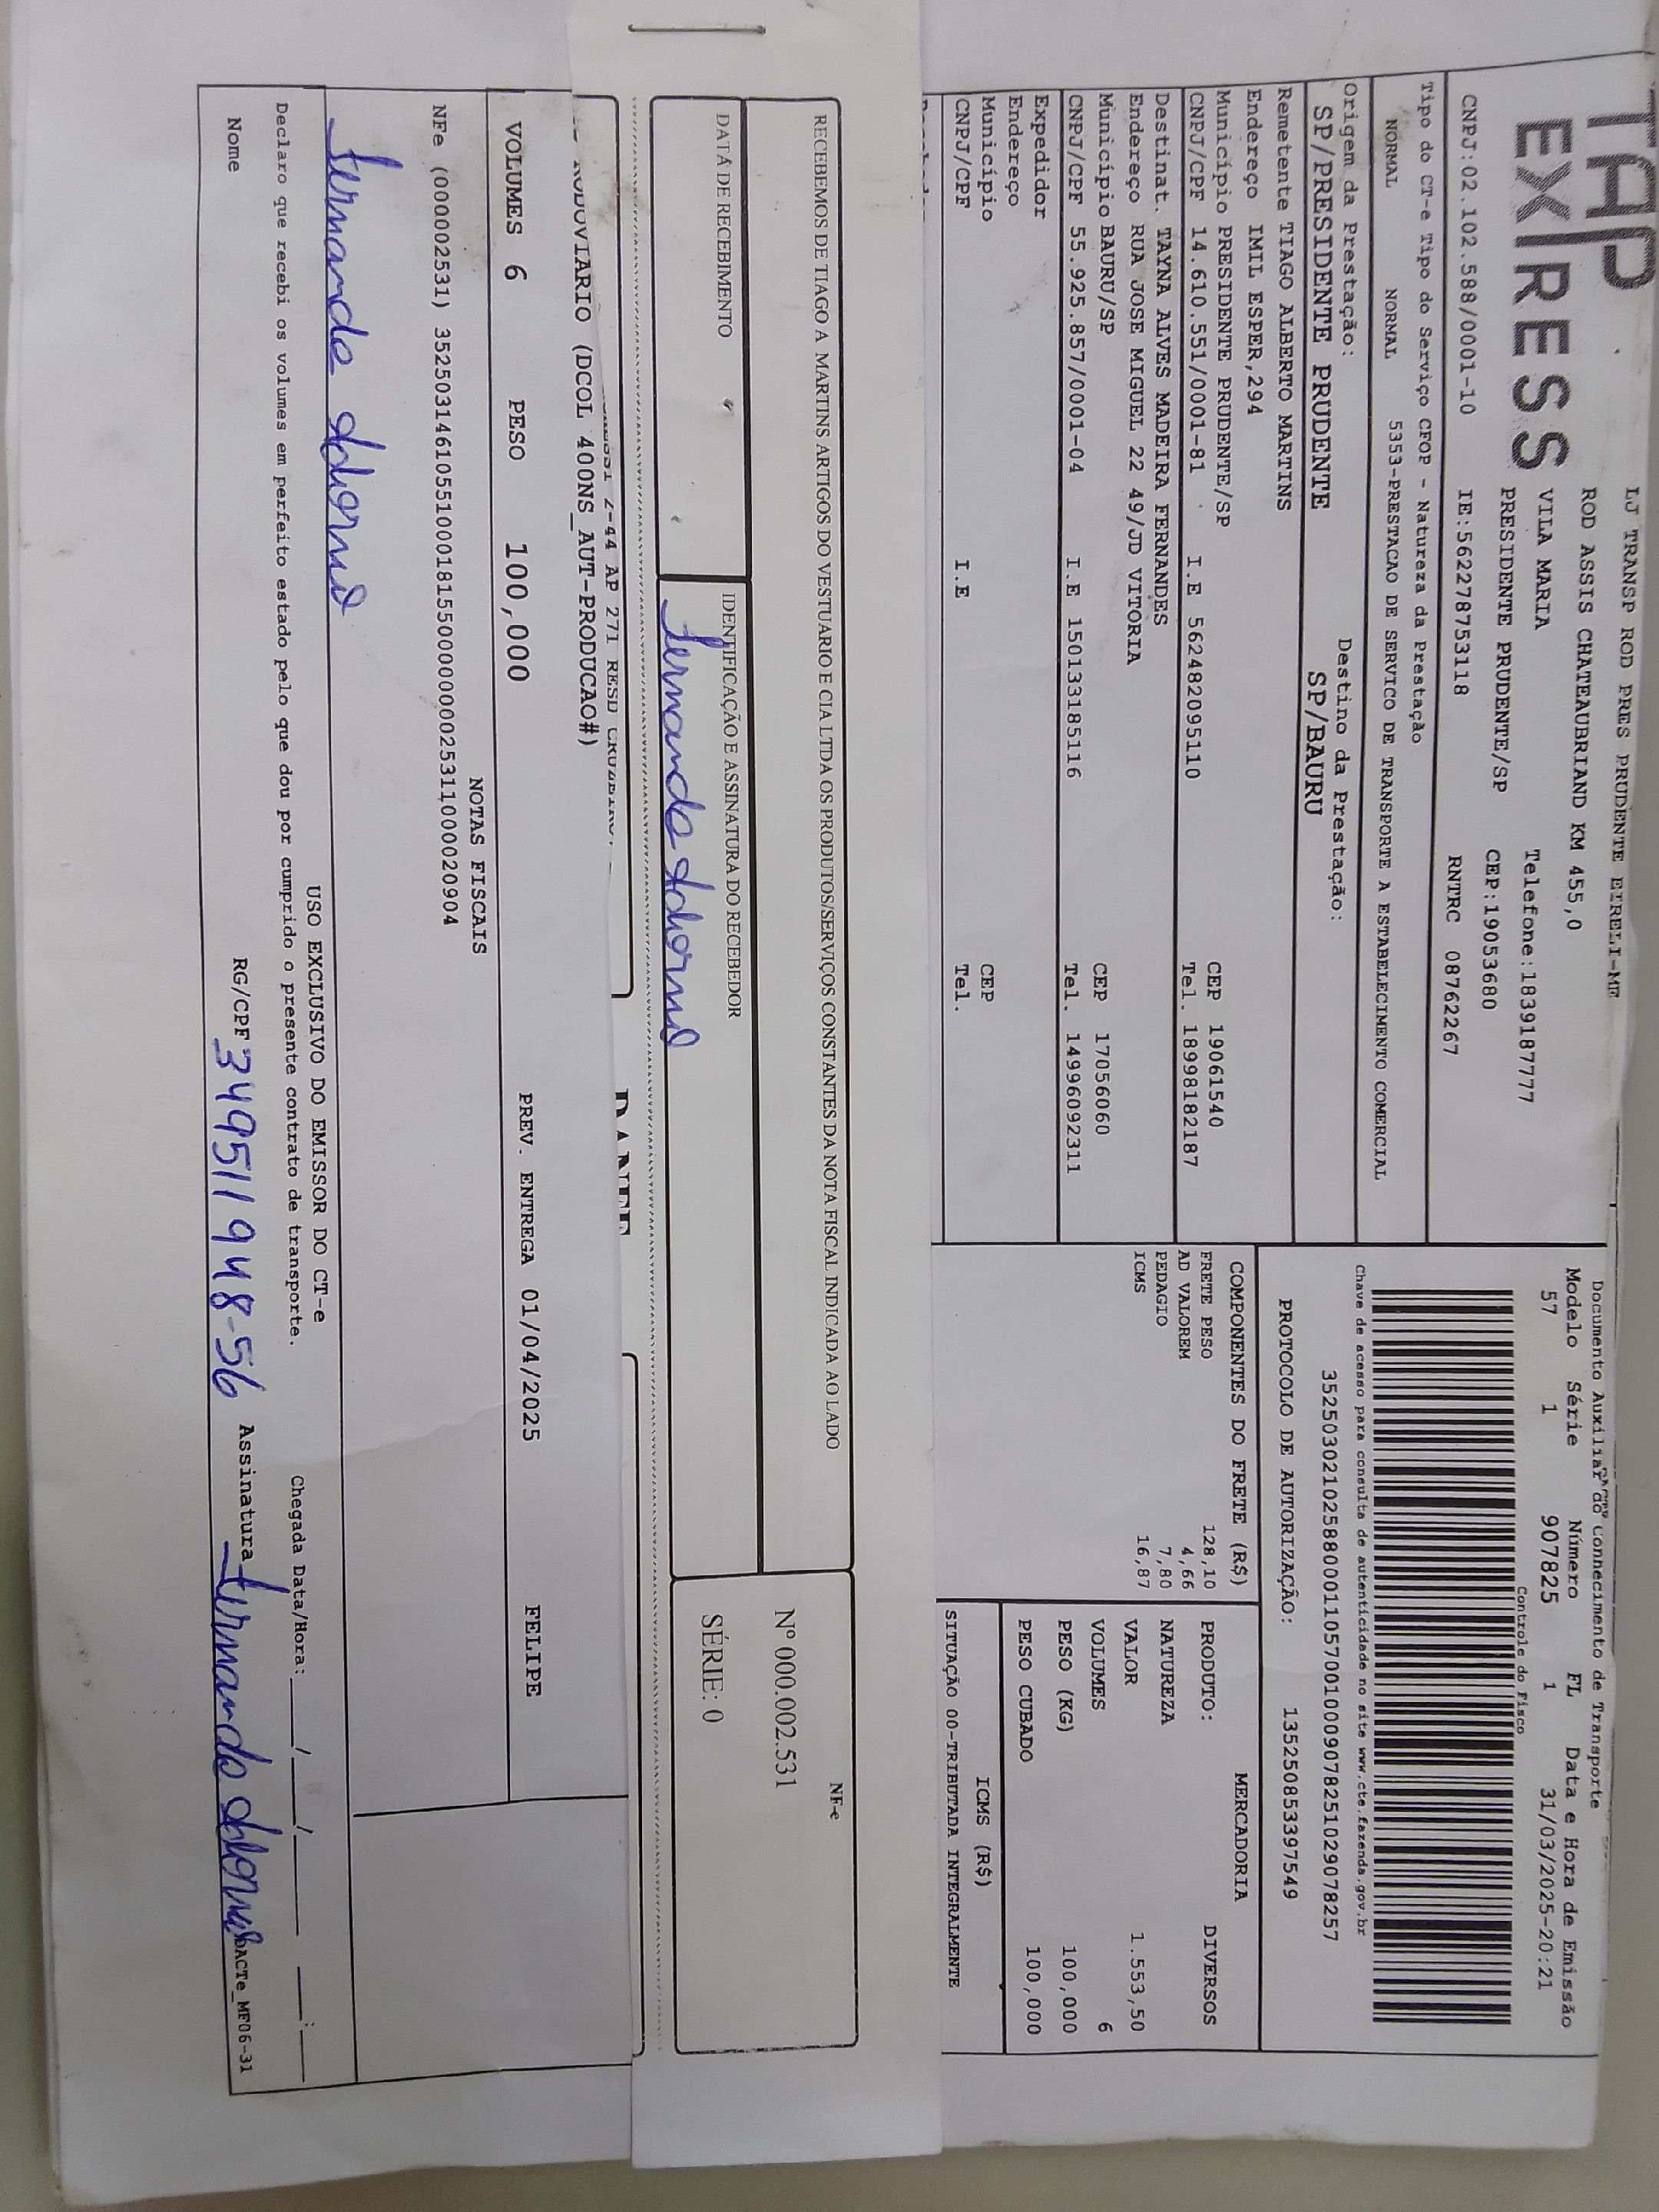 TAP
EXPRESS
LJ TRANSP ROD PRES PRUDENTE EIRELI-ME
ROD ASSIS CHATEAUBRIAND KM 455,0
VILA MARIA Telefone:1839187777
PRESIDENTE PRUDENTE/SP CEP:19053680
CNPJ:02.102.588/0001-10 IE:562278753118 RNTRC 08762267
Tipo do CT-e Tipo do Serviço CFOP - Natureza da Prestação
NORMAL NORMAL 5353-PRESTACAO DE SERVICO DE TRANSPORTE A ESTABELECIMENTO COMERCIAL
Origem da Prestação: Destino da Prestação:
SP/PRESIDENTE PRUDENTE SP/BAURU
Remetente TIAGO ALBERTO MARTINS
Endereço IMIL ESPER,294
Município PRESIDENTE PRUDENTE/SP CEP 19061540
CNPJ/CPF 14.610.551/0001-81 I.E 562482095110 Tel. 18998182187
Destinat. TAYNA ALVES MADEIRA FERNANDES
Endereço RUA JOSE MIGUEL 22 49/JD VITORIA
Município BAURU/SP CEP 17056060
CNPJ/CPF 55.925.857/0001-04 I.E 150133185116 Tel. 14996092311
Expedidor
Endereço
Município CEP
CNPJ/CPF I.E Tel.
Documento Auxiliar do Conhecimento de Transporte
Modelo Série Número FL Data e Hora de Emissão
57 1 907825 1 31/03/2025-20:21
Controle do Fisco
Chave de acesso para consulta de autenticidade no site www.cte.fazenda.gov.br
35250302102588000110570010009078251029078257
PROTOCOLO DE AUTORIZAÇÃO: 135250853397549
COMPONENTES DO FRETE (R$)
FRETE PESO 128,10
AD VALOREM 4,66
PEDAGIO 7,80
ICMS 16,87
MERCADORIA
PRODUTO: DIVERSOS
NATUREZA
VALOR 1.553,50
VOLUMES 6
PESO (KG) 100,000
PESO CUBADO 100,000
ICMS (R$)
SITUAÇÃO 00-TRIBUTADA INTEGRALMENTE
RECEBEMOS DE TIAGO A MARTINS ARTIGOS DO VESTUARIO E CIA LTDA OS PRODUTOS/SERVIÇOS CONSTANTES DA NOTA FISCAL INDICADA AO LADO
DATA DE RECEBIMENTO IDENTIFICAÇÃO E ASSINATURA DO RECEBEDOR
NF-e
Nº 000.002.531
SÉRIE: 0
DANFE
2-44 AP 271 RESD
RODOVIARIO (DCOL 400NS_AUT-PRODUCAO#)
VOLUMES 6 PESO 100,000 PREV. ENTREGA 01/04/2025 FELIPE
NOTAS FISCAIS
NFe (000002531) 35250314610551000181550000000025311000020904
USO EXCLUSIVO DO EMISSOR DO CT-e
Declaro que recebi os volumes em perfeito estado pelo que dou por cumprido o presente contrato de transporte. Chegada Data/Hora: ___/___/_____ ___:___
Nome RG/CPF 349511948-56 Assinatura Fernando
DACTe_MF06-31